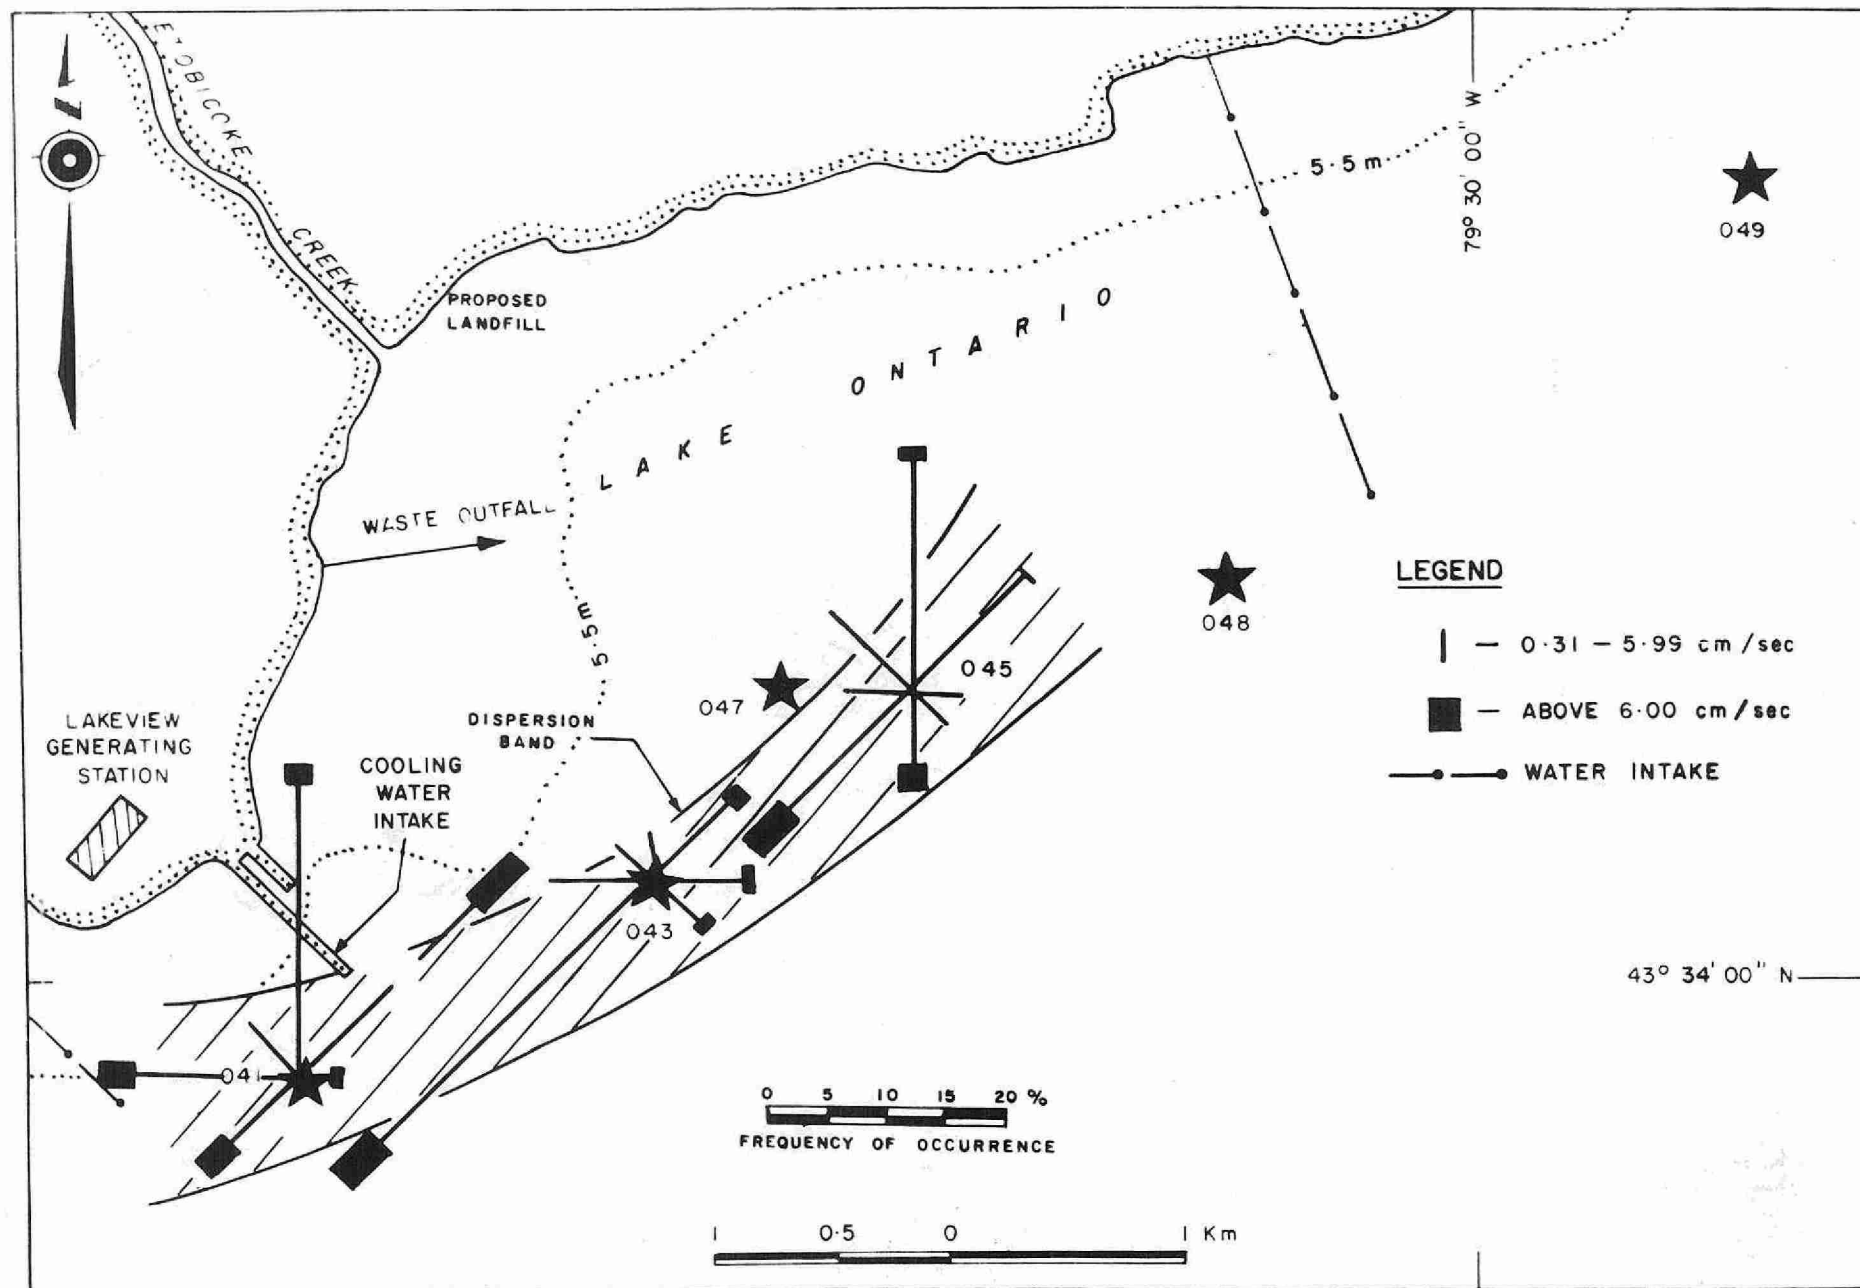 ETOBICOKE
CREEK
PROPOSED
LANDFILL
5.5 m
79° 30' 00" W
049
LAKE ONTARIO
WASTE OUTFALL
5.5m
048
045
047
DISPERSION
BAND
LAKEVIEW
GENERATING
STATION
COOLING
WATER
INTAKE
043
041
LEGEND
— 0.31 — 5.99 cm/sec
— ABOVE 6.00 cm/sec
WATER INTAKE
43° 34' 00" N
0 5 10 15 20 %
FREQUENCY OF OCCURRENCE
1 0.5 0 1 Km